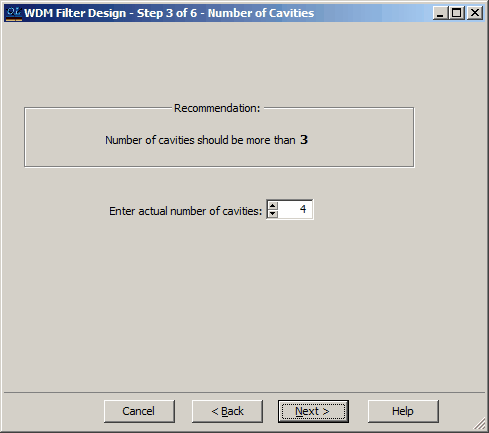 OL WDM Filter Design - Step 3 of 6 - Number of Cavities
Recommendation:
Number of cavities should be more than 3
Enter actual number of cavities: 4
Cancel
< Back
Next >
Help